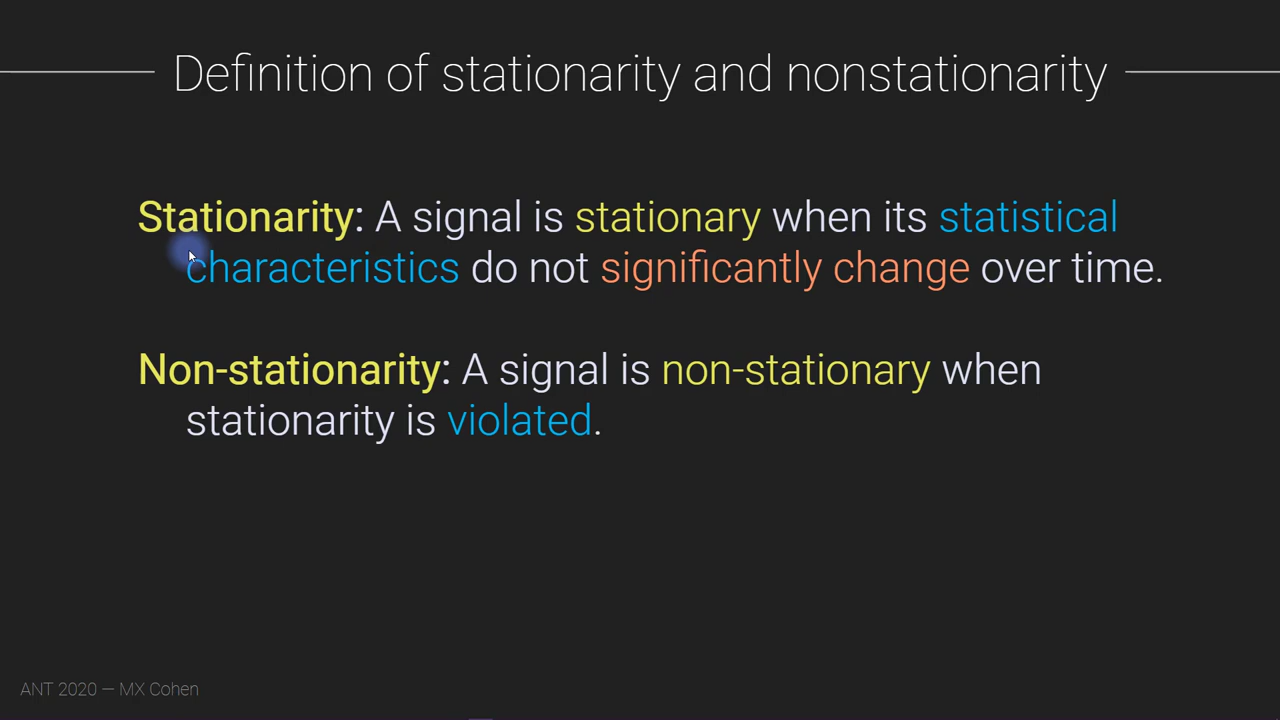 Definition of stationarity and nonstationarity
Stationarity: A signal is stationary when its statistical
characteristics do not significantly change over time.
Non-stationarity: A signal is non-stationary when
stationarity is violated.
ANT 2020 — MX Cohen